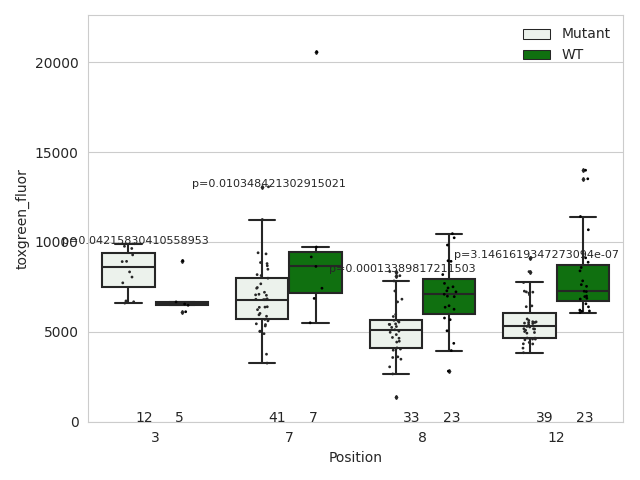 Mutant
WT
20000
15000
10000
5000
0
toxgreen_fluor
p=0.04215830410558953
p=0.010348421302915021
p=0.00013389817211503
p=3.1461619347273094e-07
12 5 41 7 33 23 39 23
3 7 8 12
Position